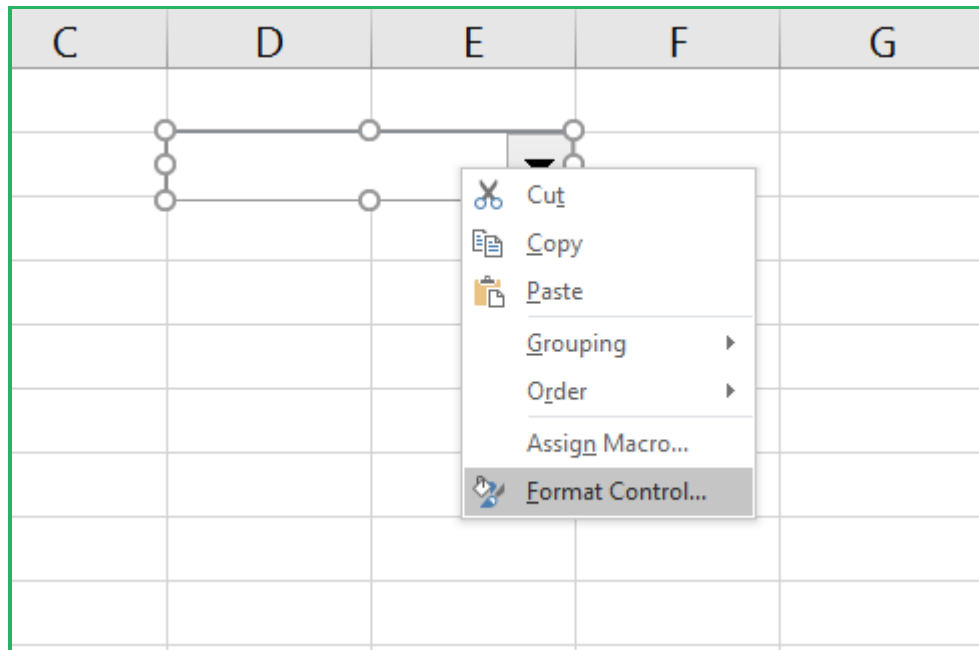 C D E F G
Cut
Copy
Paste
Grouping
Order
Assign Macro...
Format Control...